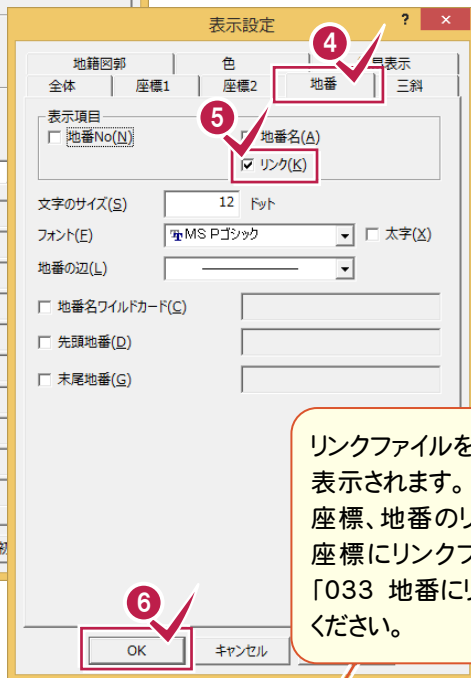 表示設定
?
×
4
地籍図郭
色
表示
全体
座標1
座標2
地番
三斜
5
表示項目
地番No(N)
地番名(A)
リンク(K)
文字のサイズ(S)
12
ドット
フォント(F)
MS Pゴシック
太字(X)
地番の辺(L)
地番名ワイルドカード(C)
先頭地番(D)
末尾地番(G)
リンクファイルを
表示されます。
座標、地番のリ
座標にリンクフ
「033 地番にリ
ください。
6
OK
キャンセル